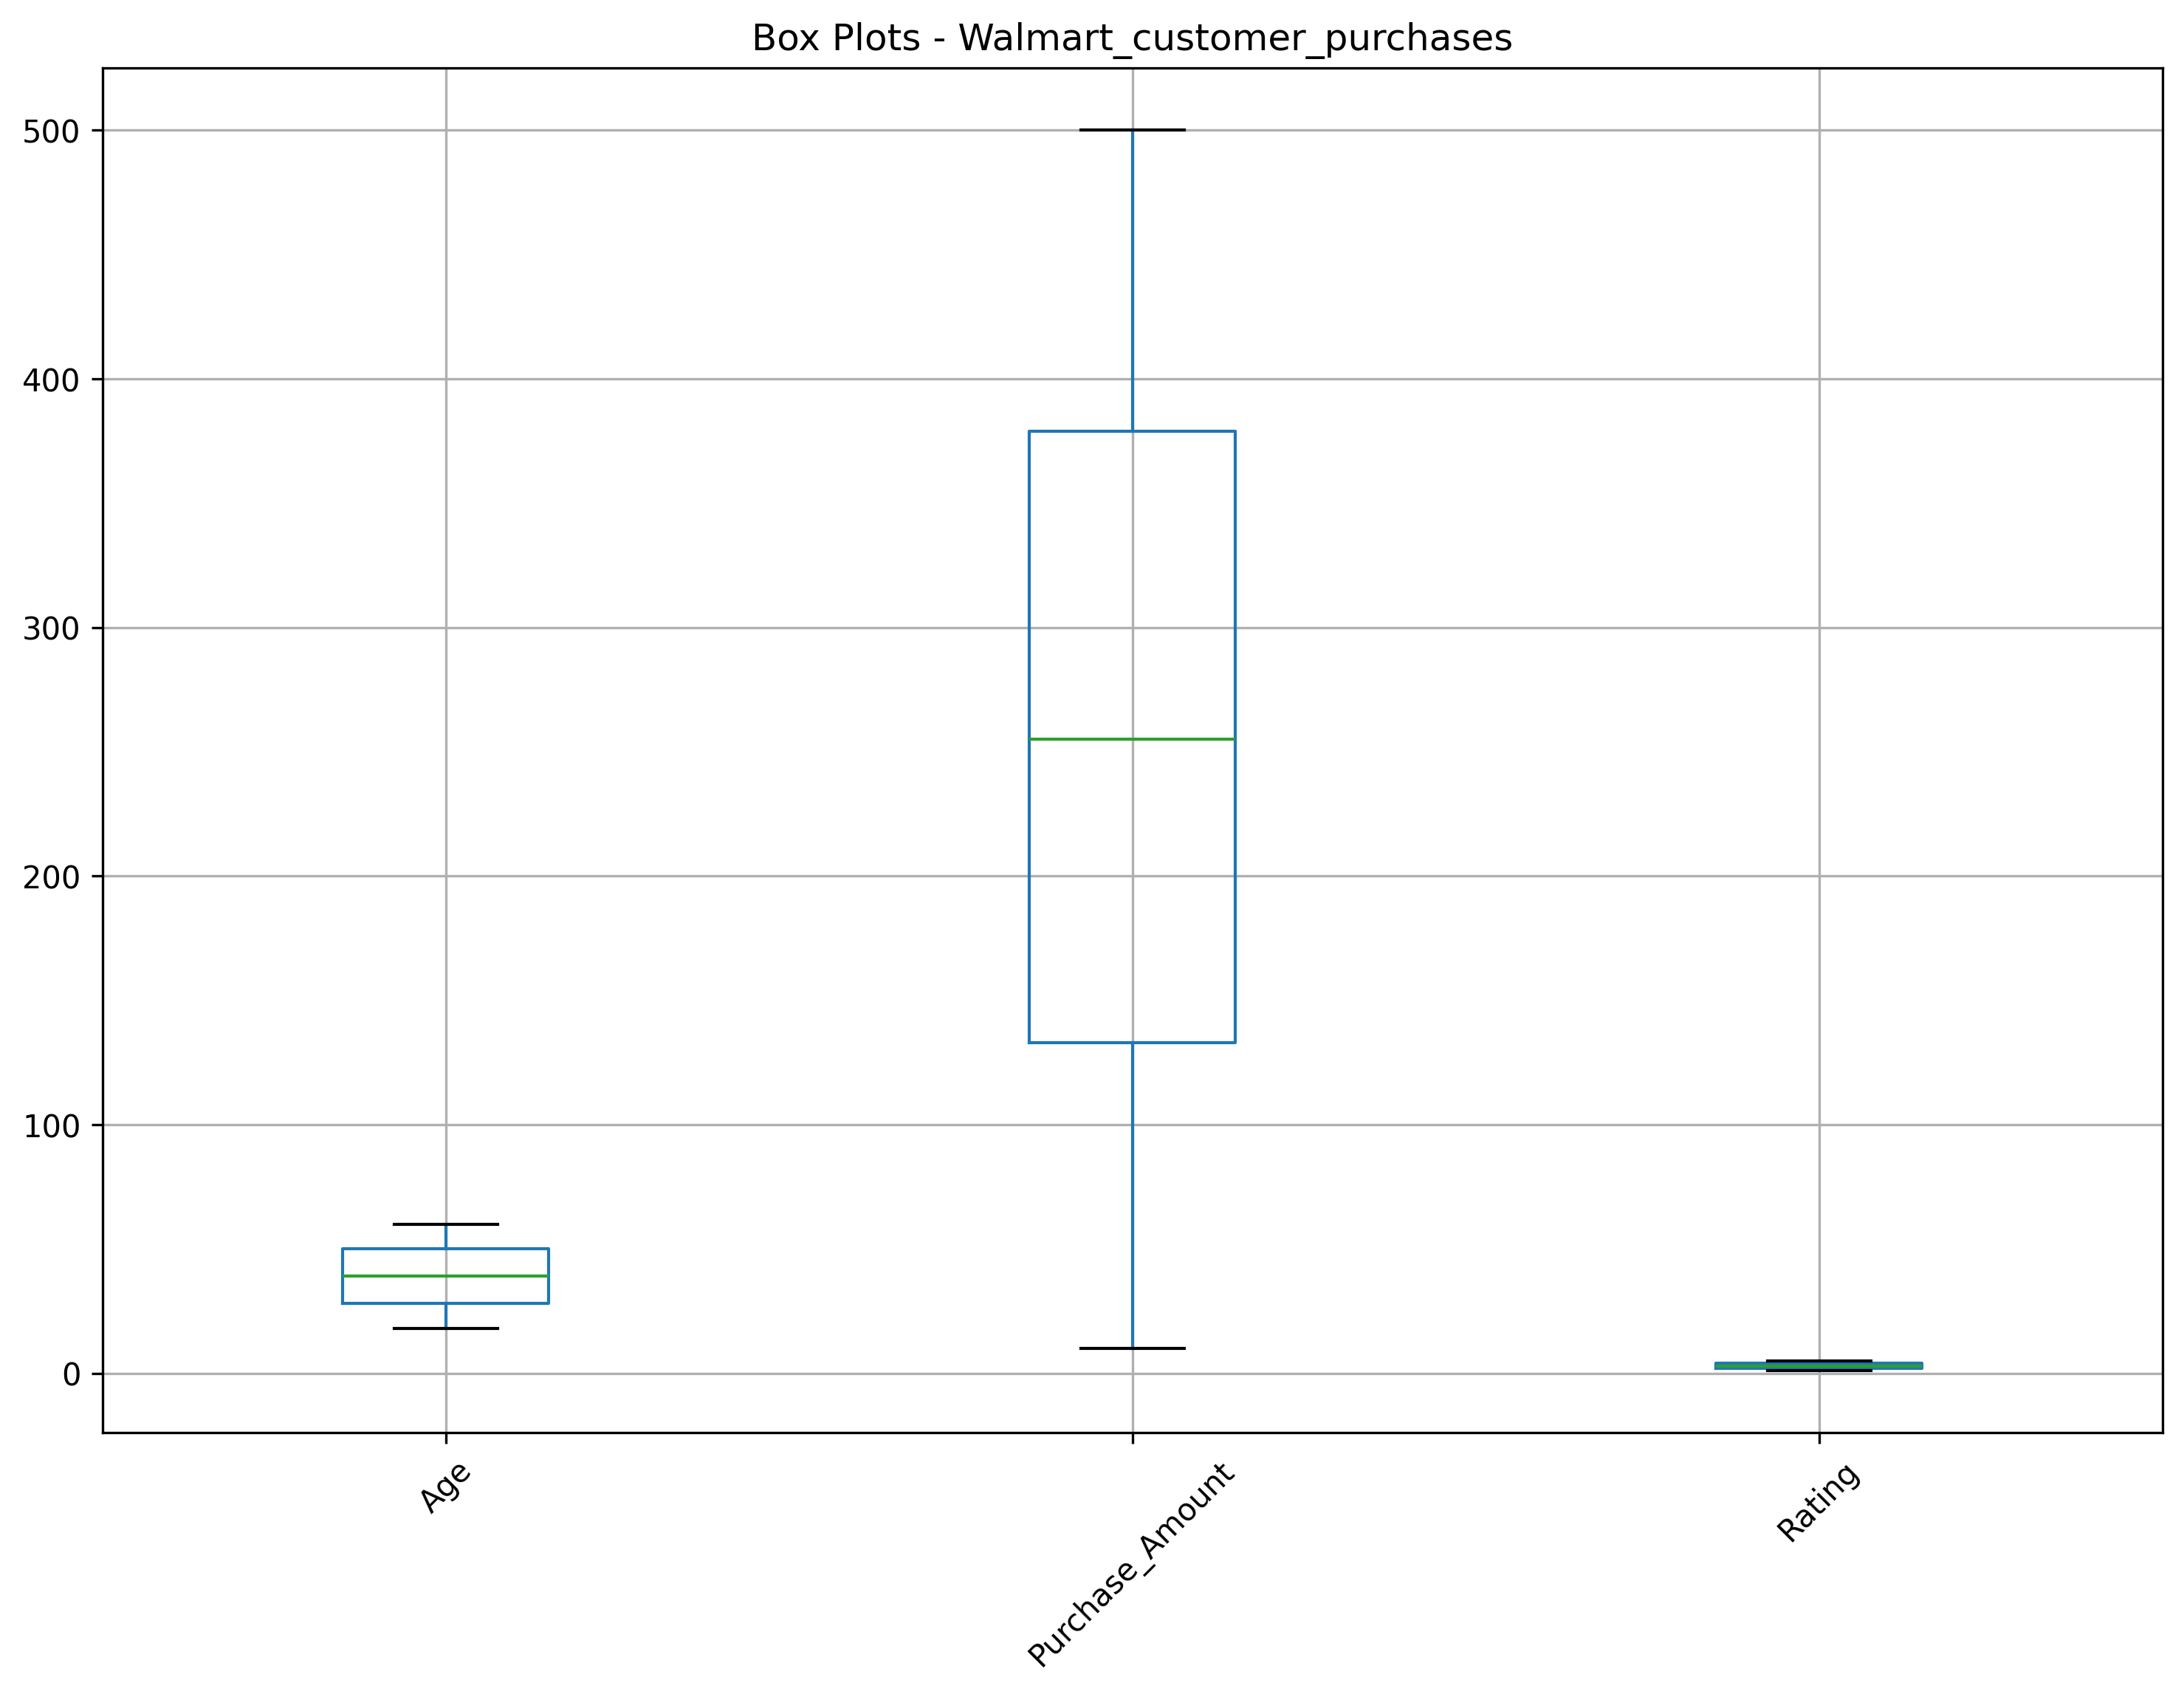 Box Plots - Walmart_customer_purchases
500
400
300
200
100
0
Age
Purchase_Amount
Rating